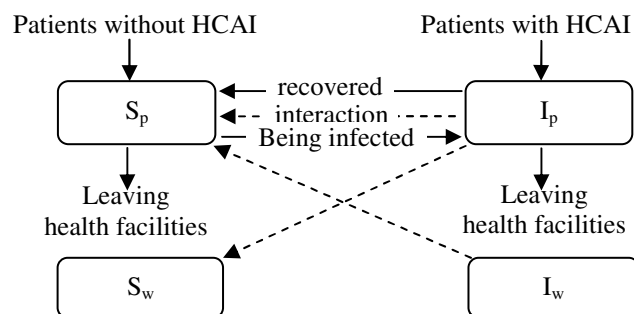 Patients without HCAI
Patients with HCAI
recovered
S_p
interaction
I_p
Being infected
Leaving
health facilities
Leaving
health facilities
S_w
I_w